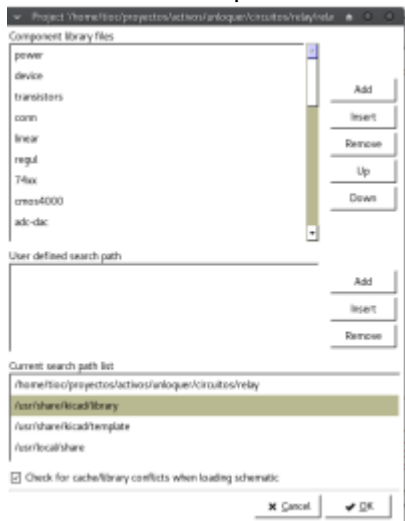 Project '/home/tioc/proyectos/activos/unloquer/circuitos/relay/rela
Component library files
power
device
transistors
conn
linear
regul
74xx
cmos4000
adc-dac
Add
Insert
Remove
Up
Down
User defined search path
Add
Insert
Remove
Current search path list
/home/tioc/proyectos/activos/unloquer/circuitos/relay
/usr/share/kicad/library
/usr/share/kicad/template
/usr/local/share
Check for cache/library conflicts when loading schematic
Cancel
OK